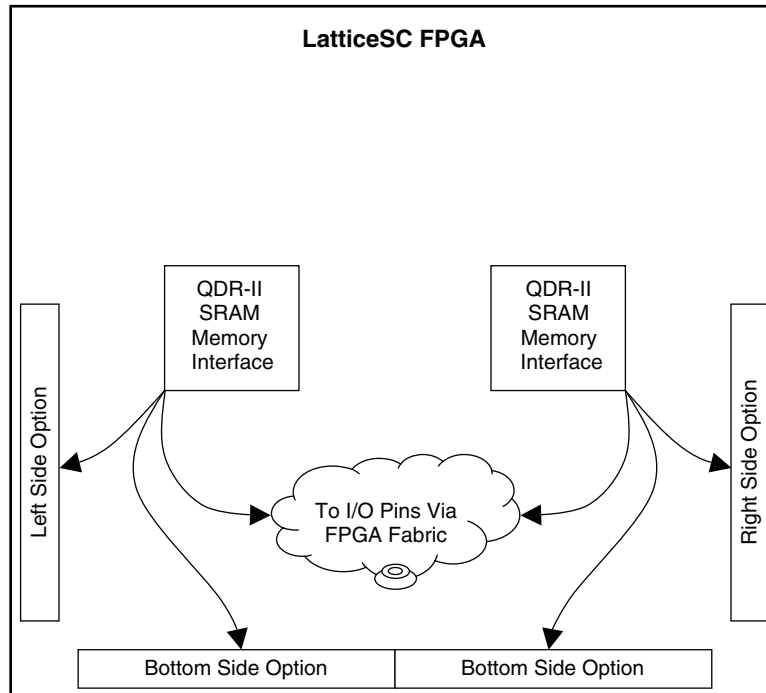 LatticeSC FPGA
QDR-II
SRAM
Memory
Interface
QDR-II
SRAM
Memory
Interface
Left Side Option
Right Side Option
To I/O Pins Via
FPGA Fabric
Bottom Side Option
Bottom Side Option